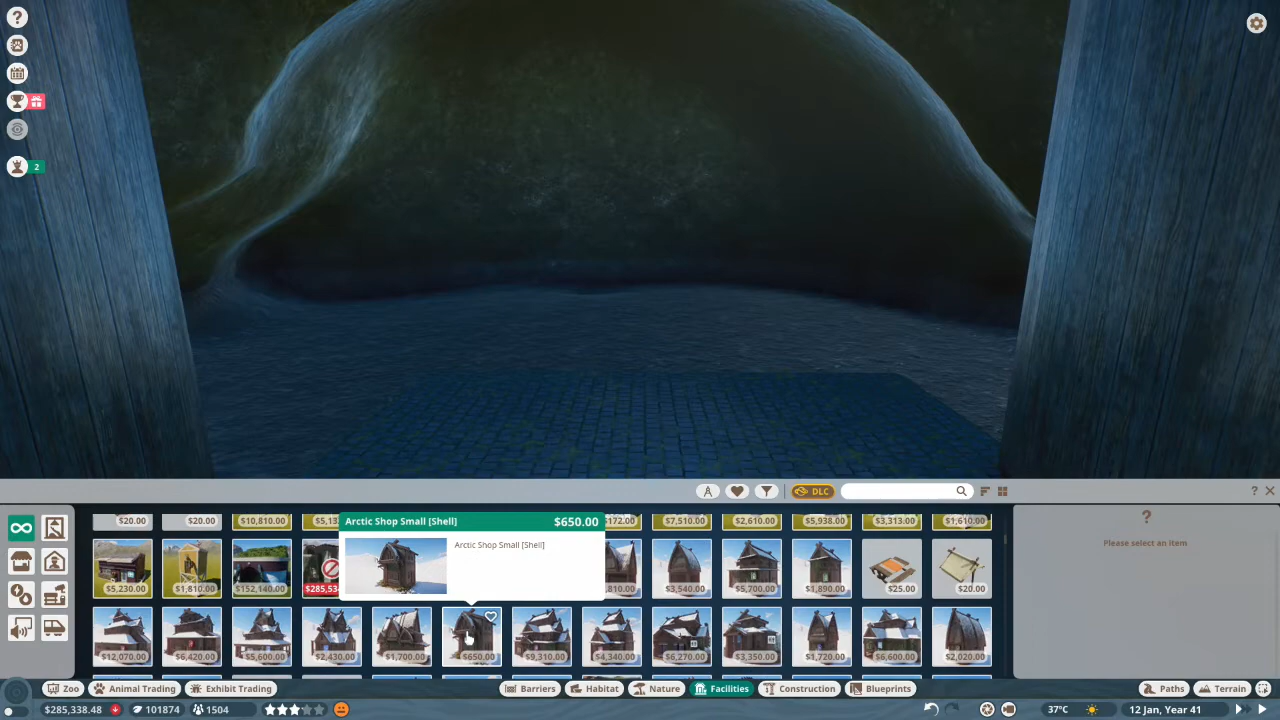 ?
2
DLC
?
$20.00 $20.00 $10,810.00 $7,510.00 $2,610.00 $5,938.00 $3,313.00 $1,610.00
Arctic Shop Small [Shell] $650.00
Arctic Shop Small [Shell]
?
Please select an item
$5,230.00 $1,810.00 $152,140.00 $3,540.00 $5,700.00 $1,890.00 $25.00 $20.00
$12,070.00 $6,420.00 $5,600.00 $2,430.00 $1,700.00 $650.00 $9,310.00 $4,340.00 $6,270.00 $3,350.00 $1,720.00 $6,600.00 $2,020.00
Zoo Animal Trading Exhibit Trading Barriers Habitat Nature Facilities Construction Blueprints Paths Terrain
$285,338.48 101874 1504 37°C 12 Jan, Year 41